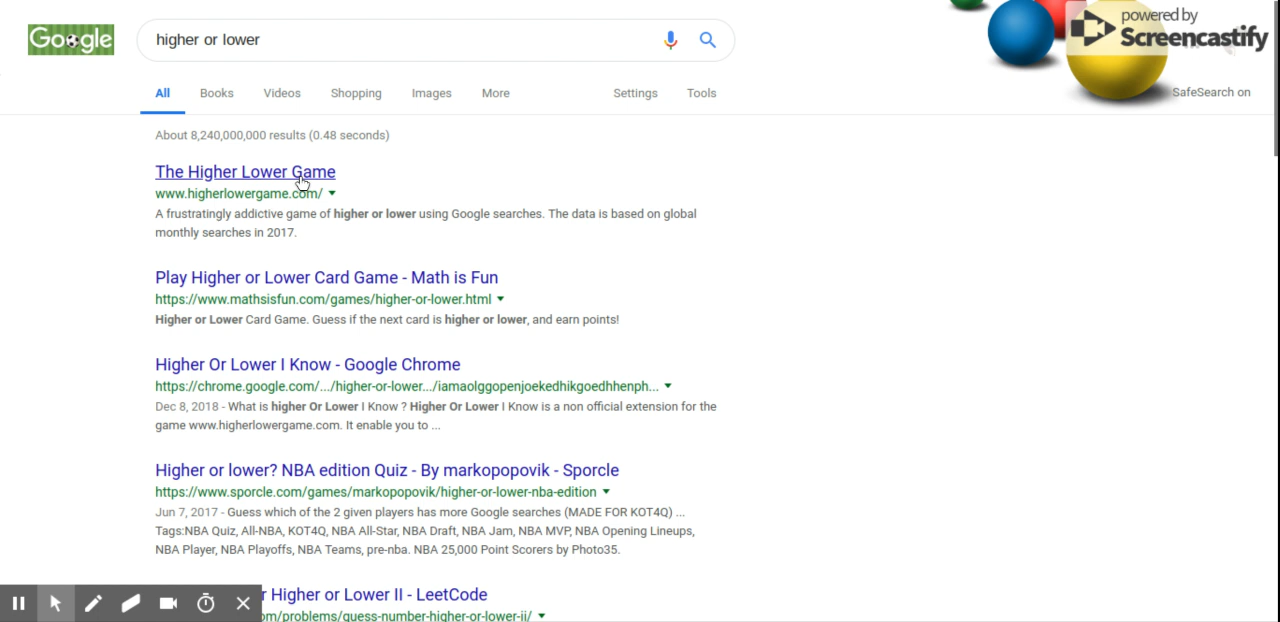 Google
higher or lower
powered by
Screencastify
All Books Videos Shopping Images More Settings Tools
SafeSearch on
About 8,240,000,000 results (0.48 seconds)
The Higher Lower Game
www.higherlowergame.com/
A frustratingly addictive game of higher or lower using Google searches. The data is based on global
monthly searches in 2017.
Play Higher or Lower Card Game - Math is Fun
https://www.mathsisfun.com/games/higher-or-lower.html
Higher or Lower Card Game. Guess if the next card is higher or lower, and earn points!
Higher Or Lower I Know - Google Chrome
https://chrome.google.com/.../higher-or-lower.../iamaolggopenjoekedhikgoedhhenph...
Dec 8, 2018 - What is higher Or Lower I Know ? Higher Or Lower I Know is a non official extension for the
game www.higherlowergame.com. It enable you to ...
Higher or lower? NBA edition Quiz - By markopopovik - Sporcle
https://www.sporcle.com/games/markopopovik/higher-or-lower-nba-edition
Jun 7, 2017 - Guess which of the 2 given players has more Google searches (MADE FOR KOT4Q) ...
Tags:NBA Quiz, All-NBA, KOT4Q, NBA All-Star, NBA Draft, NBA Jam, NBA MVP, NBA Opening Lineups,
NBA Player, NBA Playoffs, NBA Teams, pre-nba. NBA 25,000 Point Scorers by Photo35.
r Higher or Lower II - LeetCode
om/problems/guess-number-higher-or-lower-ii/